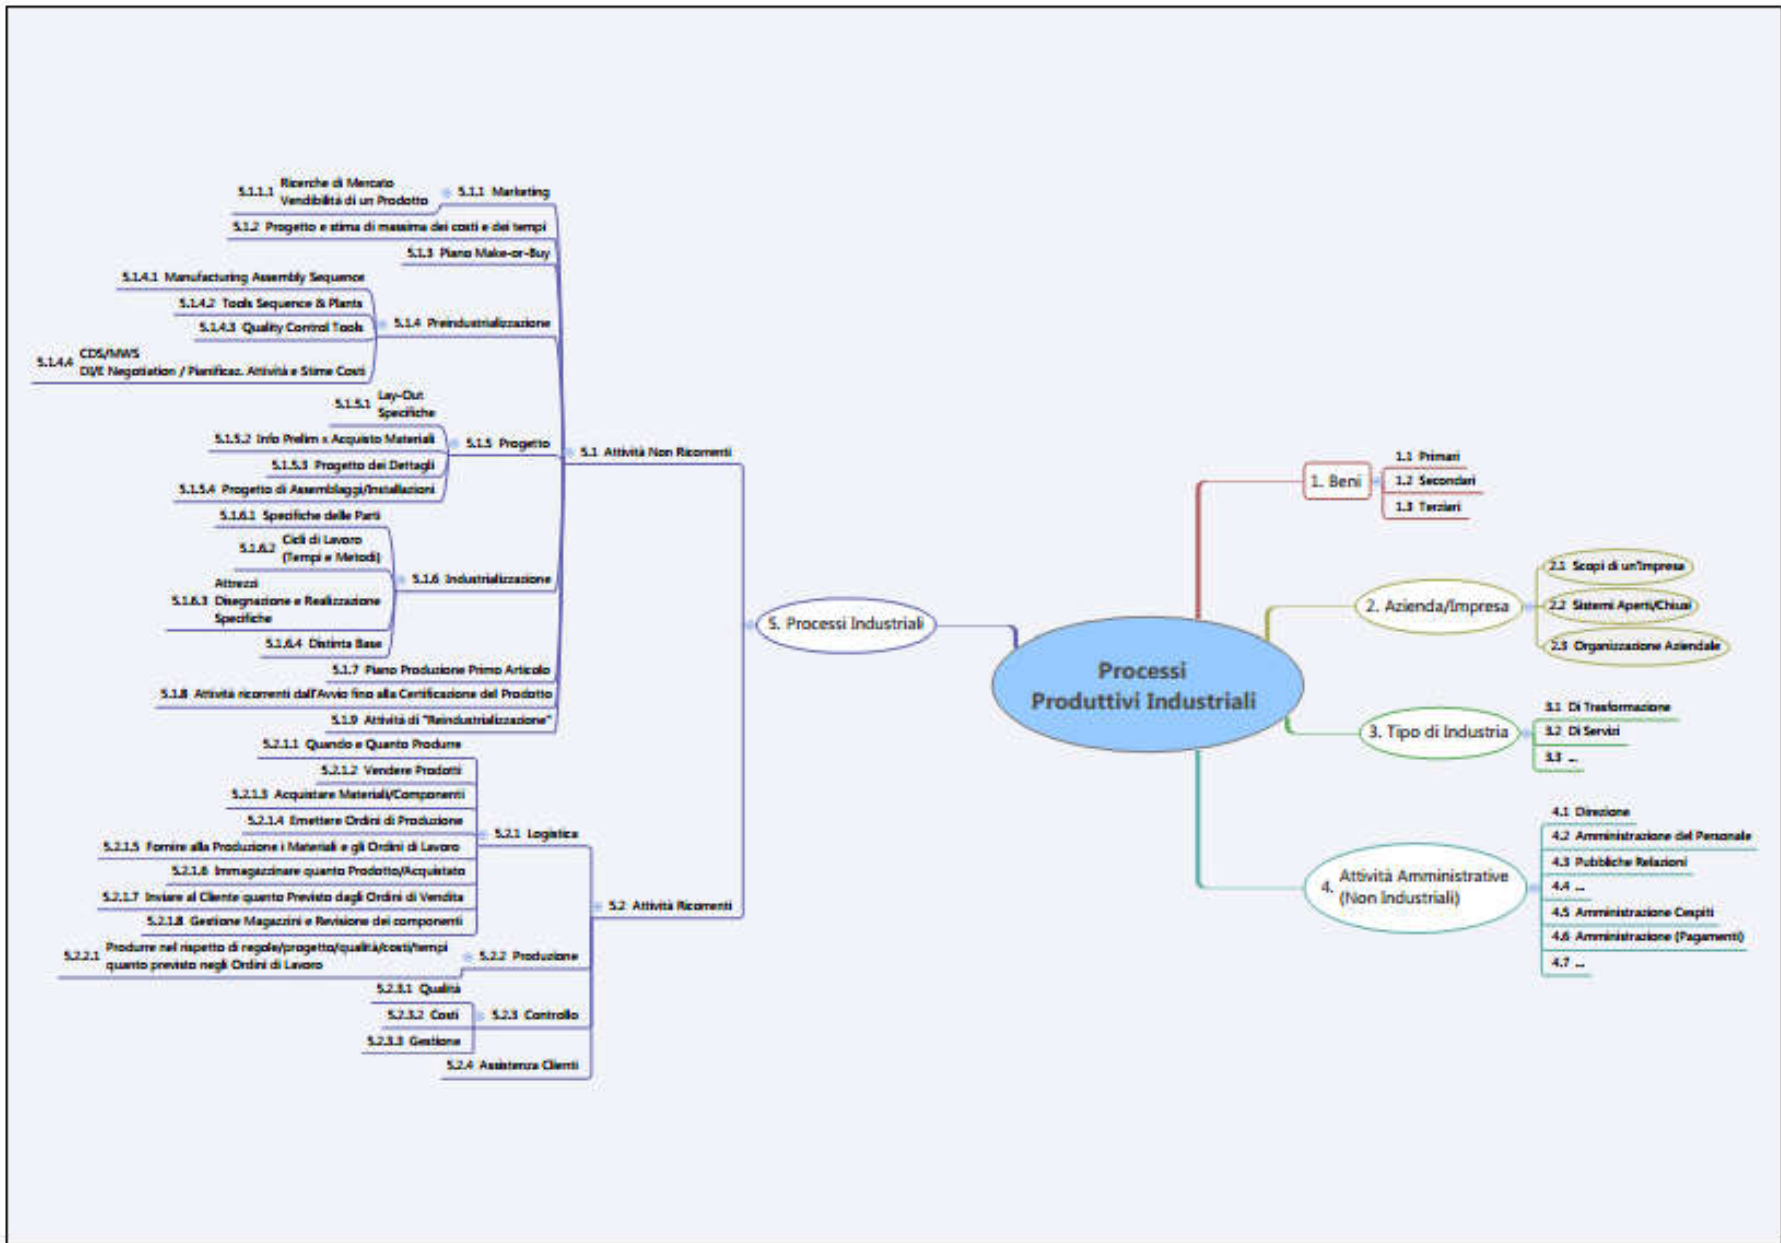 Processi
Produttivi Industriali
1. Beni
1.1 Primari
1.2 Secondari
1.3 Terziari
2. Azienda/Impresa
2.1 Scopi di un'Impresa
2.2 Sistemi Aperti/Chiusi
2.3 Organizzazione Aziendale
3. Tipo di Industria
3.1 Di Trasformazione
3.2 Di Servizi
3.3 ...
4. Attività Amministrative
(Non Industriali)
4.1 Direzione
4.2 Amministrazione del Personale
4.3 Pubbliche Relazioni
4.4 ...
4.5 Amministrazione Cespiti
4.6 Amministrazione (Pagamenti)
4.7 ...
5. Processi Industriali
5.1 Attività Non Ricorrenti
5.1.1 Marketing
5.1.1.1 Ricerche di Mercato
Vendibilità di un Prodotto
5.1.2 Progetto e stima di massima dei costi e dei tempi
5.1.3 Piano Make-or-Buy
5.1.4 Preindustrializzazione
5.1.4.1 Manufacturing Assembly Sequence
5.1.4.2 Tools Sequence & Plants
5.1.4.3 Quality Control Tools
5.1.4.4 CDS/MWS
DI/E Negotiation / Pianificaz. Attività e Stime Costi
5.1.5 Progetto
5.1.5.1 Lay-Out
Specifiche
5.1.5.2 Info Prelim x Acquisto Materiali
5.1.5.3 Progetto dei Dettagli
5.1.5.4 Progetto di Assemblaggi/Installazioni
5.1.6 Industrializzazione
5.1.6.1 Specifiche delle Parti
5.1.6.2 Cicli di Lavoro
(Tempi e Metodi)
5.1.6.3 Attrezzi
Disegnazione e Realizzazione
Specifiche
5.1.6.4 Distinta Base
5.1.7 Piano Produzione Primo Articolo
5.1.8 Attività ricorrenti dall'Avvio fino alla Certificazione del Prodotto
5.1.9 Attività di "Reindustrializzazione"
5.2 Attività Ricorrenti
5.2.1 Logistica
5.2.1.1 Quando e Quanto Produrre
5.2.1.2 Vendere Prodotti
5.2.1.3 Acquistare Materiali/Componenti
5.2.1.4 Emettere Ordini di Produzione
5.2.1.5 Fornire alla Produzione i Materiali e gli Ordini di Lavoro
5.2.1.6 Immagazzinare quanto Prodotto/Acquistato
5.2.1.7 Inviare al Cliente quanto Previsto dagli Ordini di Vendita
5.2.1.8 Gestione Magazzini e Revisione dei componenti
5.2.2 Produzione
5.2.2.1 Produrre nel rispetto di regole/progetto/qualità/costi/tempi
quanto previsto negli Ordini di Lavoro
5.2.3 Controllo
5.2.3.1 Qualità
5.2.3.2 Costi
5.2.3.3 Gestione
5.2.4 Assistenza Clienti